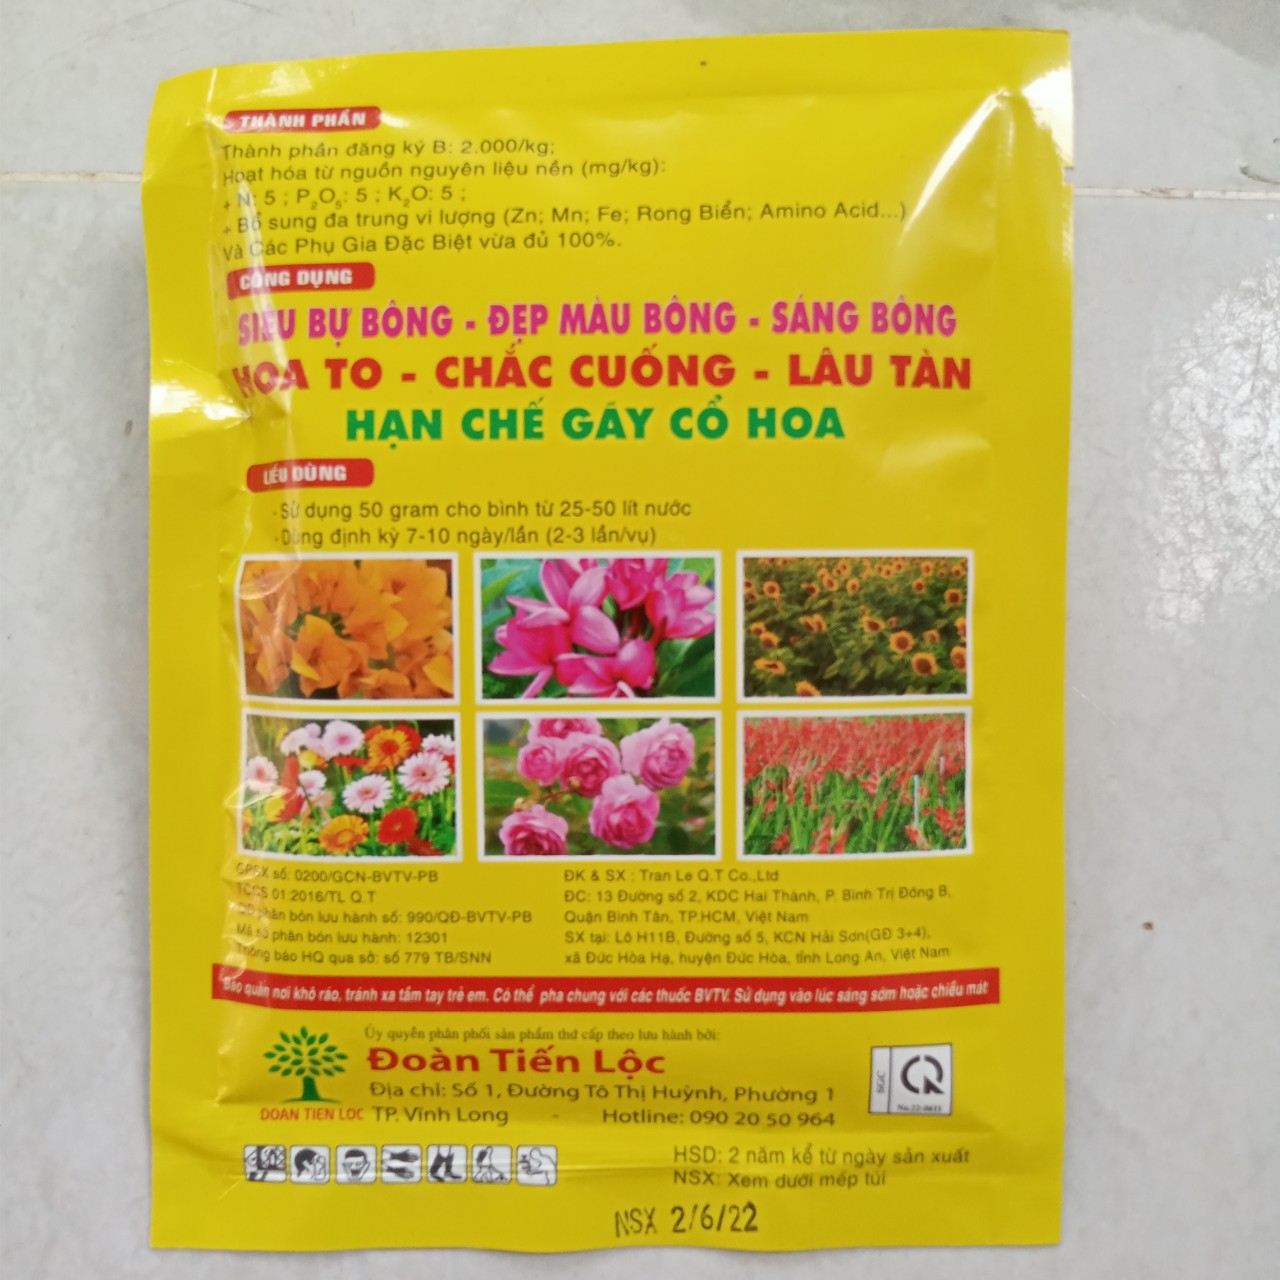 THÀNH PHẦN
Thành phần đăng ký B: 2.000/kg;
Hoạt hóa từ nguồn nguyên liệu nền (mg/kg):
+ N: 5 ; P₂O₅: 5 ; K₂O: 5 ;
+ Bổ sung đa trung vi lượng (Zn; Mn; Fe; Rong Biển; Amino Acid...)
Và Các Phụ Gia Đặc Biệt vừa đủ 100%.
CÔNG DỤNG
SIÊU BỰ BÔNG - ĐẸP MÀU BÔNG - SÁNG BÔNG
HOA TO - CHẮC CUỐNG - LÂU TÀN
HẠN CHẾ GÃY CỔ HOA
LIỀU DÙNG
- Sử dụng 50 gram cho bình từ 25-50 lít nước
- Dùng định kỳ 7-10 ngày/lần (2-3 lần/vụ)
GPSX số: 0200/GCN-BVTV-PB
TCCS 01:2016/TL Q.T
QĐ phân bón lưu hành số: 990/QĐ-BVTV-PB
Mã số phân bón lưu hành: 12301
Thông báo HQ qua sở: số 779 TB/SNN
ĐK & SX : Tran Le Q.T Co.,Ltd
ĐC: 13 Đường số 2, KDC Hai Thành, P. Bình Trị Đông B,
Quận Bình Tân, TP.HCM, Việt Nam
SX tại: Lô H11B, Đường số 5, KCN Hải Sơn(GĐ 3+4),
xã Đức Hòa Hạ, huyện Đức Hòa, tỉnh Long An, Việt Nam
Bảo quản nơi khô ráo, tránh xa tầm tay trẻ em. Có thể pha chung với các thuốc BVTV. Sử dụng vào lúc sáng sớm hoặc chiều mát
Ủy quyền phân phối sản phẩm thứ cấp theo lưu hành bởi:
Đoàn Tiến Lộc
Địa chỉ: Số 1, Đường Tô Thị Huỳnh, Phường 1
TP. Vĩnh Long - Hotline: 090 20 50 964
DOAN TIEN LOC
SGC
No.22-0633
HSD: 2 năm kể từ ngày sản xuất
NSX: Xem dưới mép túi
NSX 2/6/22